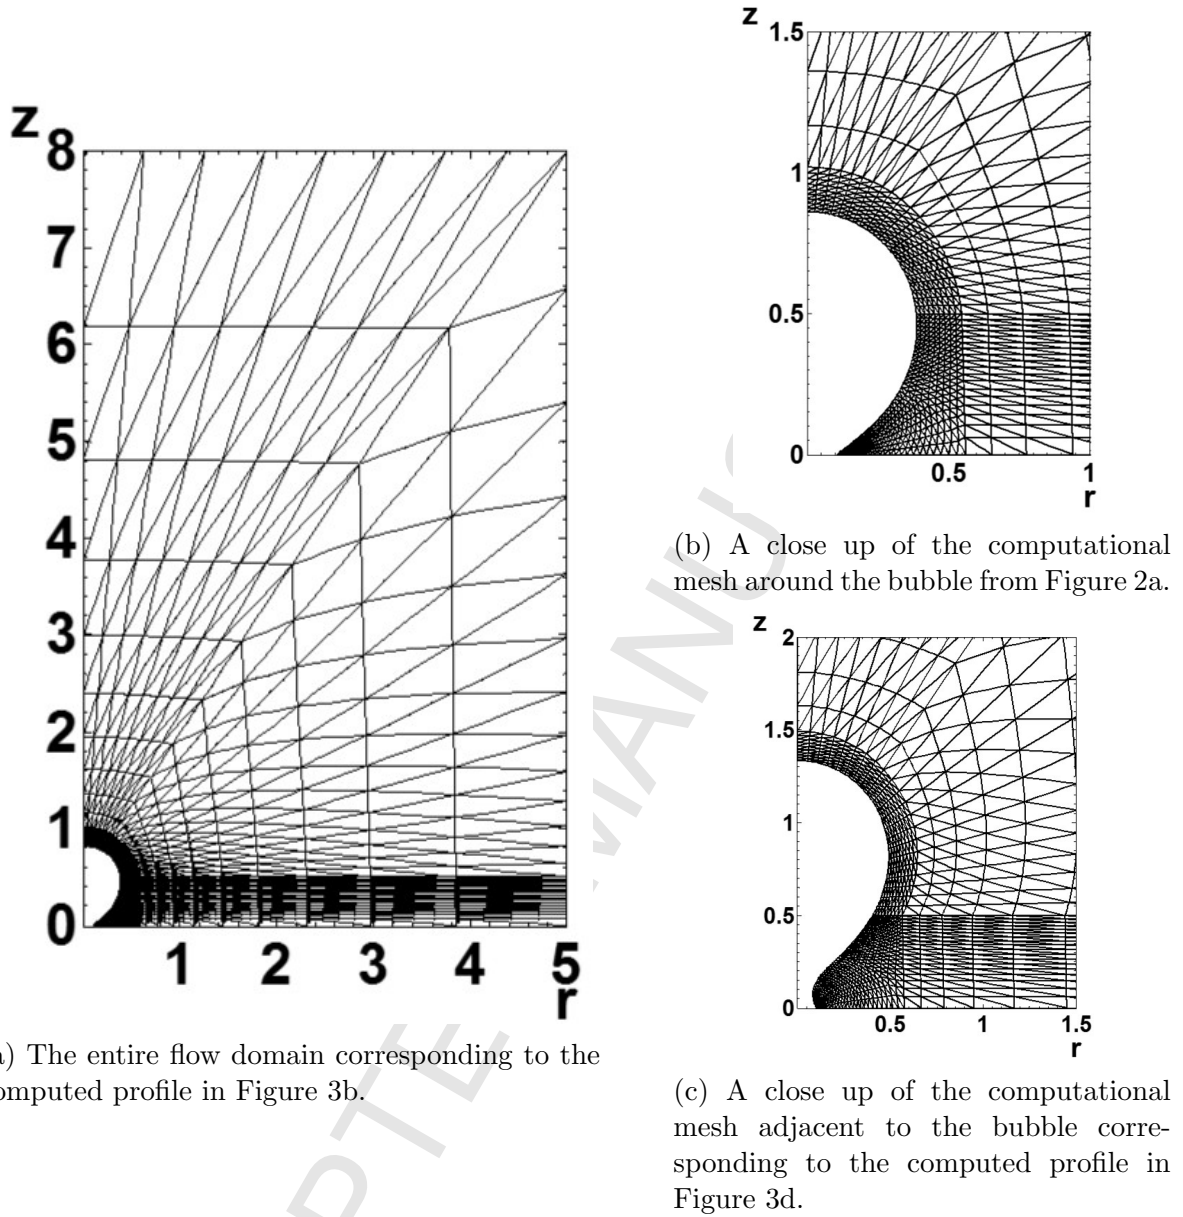 z
8
7
6
5
4
3
2
1
0
1 2 3 4 5
r
a) The entire flow domain corresponding to the
computed profile in Figure 3b.
z
1.5
1
0.5
0
0.5 1
r
(b) A close up of the computational
mesh around the bubble from Figure 2a.
z
2
1.5
1
0.5
0
0.5 1 1.5
r
(c) A close up of the computational
mesh adjacent to the bubble corre-
sponding to the computed profile in
Figure 3d.